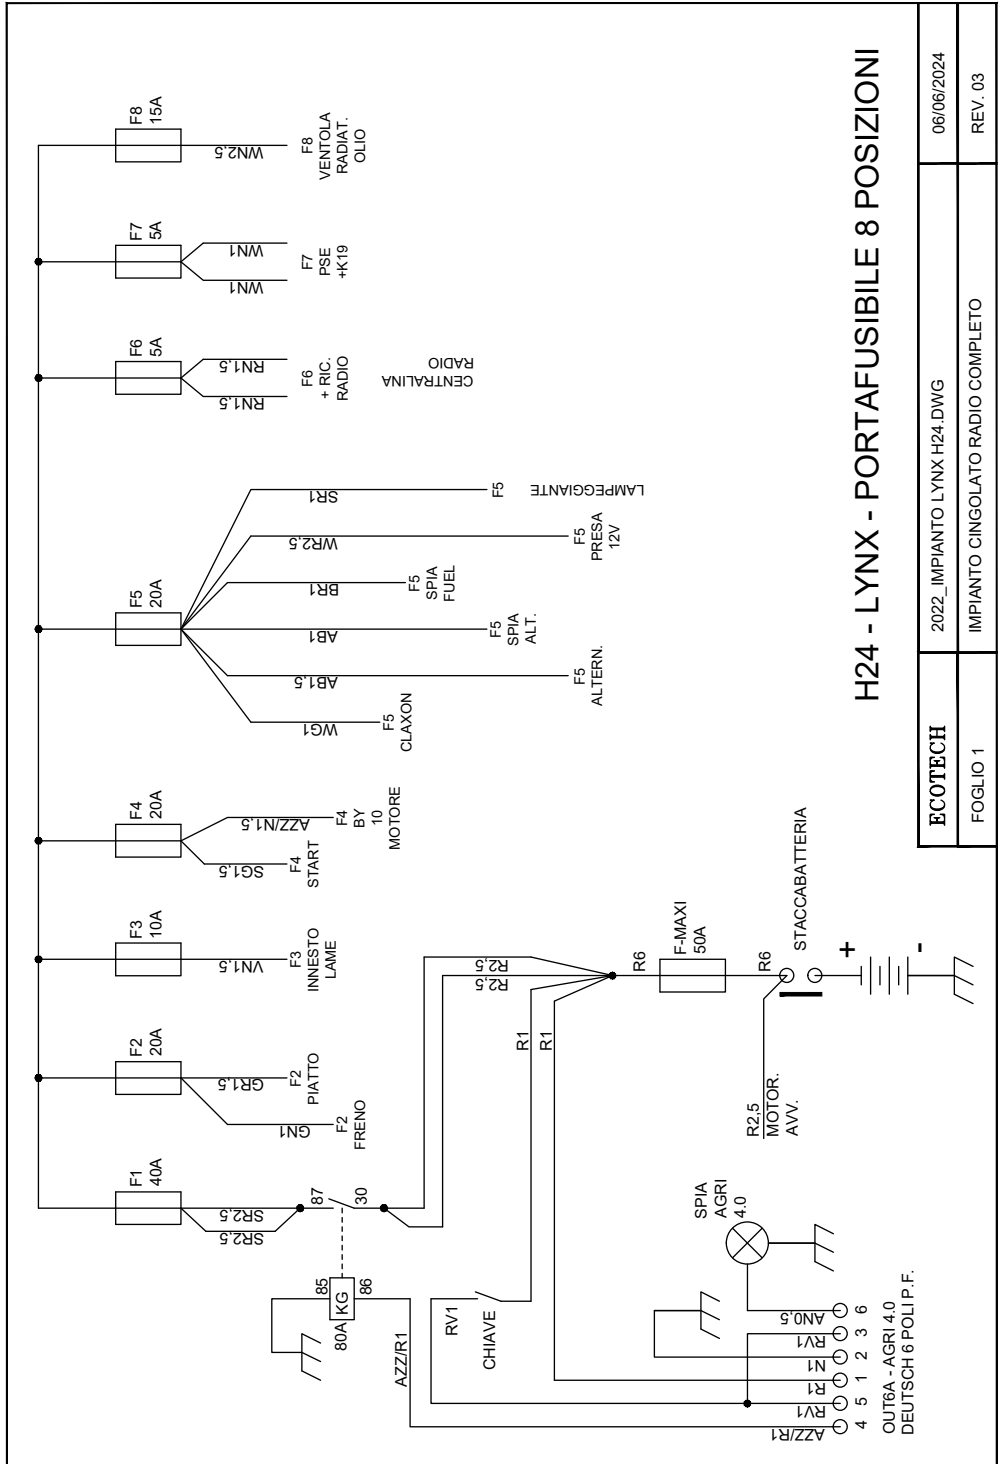 F1
40A
SR2,5
SR2,5
87
30
85
KG
86
80A
AZZ/R1
F2
20A
GR1,5
F2
PIATTO
GN1
F2
FRENO
F3
10A
VN1,5
F3
INNESTO
LAME
F4
20A
SG1,5
F4
START
AZZ/N1,5
F4
BY
10
MOTORE
F5
20A
WG1
F5
CLAXON
AB1,5
F5
ALTERN.
AB1
F5
SPIA
ALT.
BR1
F5
SPIA
FUEL
WR2,5
F5
PRESA
12V
SR1
F5
LAMPEGGIANTE
F6
5A
RN1,5
RN1,5
F6
+ RIC.
RADIO
CENTRALINA
RADIO
F7
5A
WN1
WN1
F7
PSE
+K19
F8
15A
WN2,5
F8
VENTOLA
RADIAT.
OLIO
RV1
CHIAVE
R1
R1
R2,5
R2,5
R6
F-MAXI
50A
R6
STACCABATTERIA
+
-
R2,5
MOTOR.
AVV.
SPIA
AGRI
4.0
AZZ/R1
RV1
R1
N1
RV1
AN0,5
4
5
1
2
3
6
OUT6A - AGRI 4.0
DEUTSCH 6 POLI P.F.
H24 - LYNX - PORTAFUSIBILE 8 POSIZIONI
ECOTECH
2022_IMPIANTO LYNX H24.DWG
06/06/2024
FOGLIO 1
IMPIANTO CINGOLATO RADIO COMPLETO
REV. 03